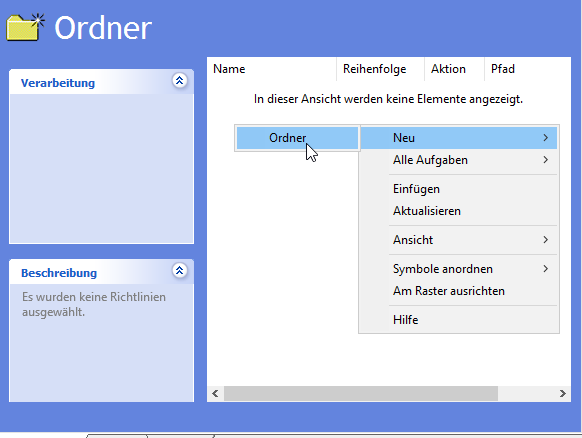 Ordner
Verarbeitung
Name Reihenfolge Aktion Pfad
In dieser Ansicht werden keine Elemente angezeigt.
Ordner
Neu
Alle Aufgaben
Einfügen
Aktualisieren
Ansicht
Symbole anordnen
Am Raster ausrichten
Hilfe
Beschreibung
Es wurden keine Richtlinien
ausgewählt.